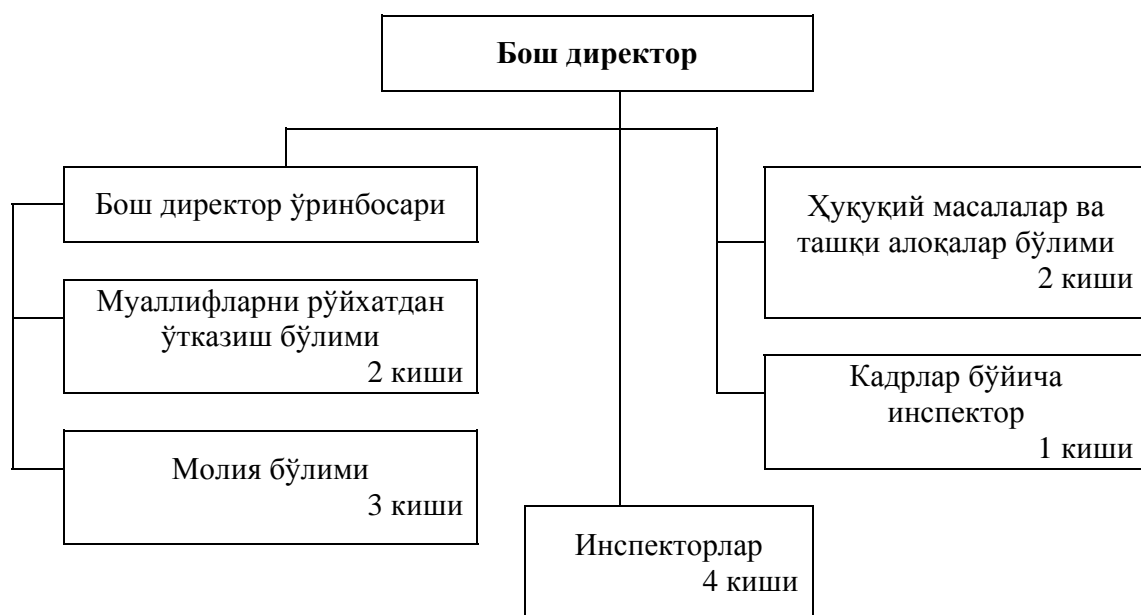 Бош директор
Бош директор ўринбосари
Муаллифларни рўйхатдан
ўтказиш бўлими
2 киши
Молия бўлими
3 киши
Инспекторлар
4 киши
Ҳуқуқий масалалар ва
ташқи алоқалар бўлими
2 киши
Кадрлар бўйича
инспектор
1 киши